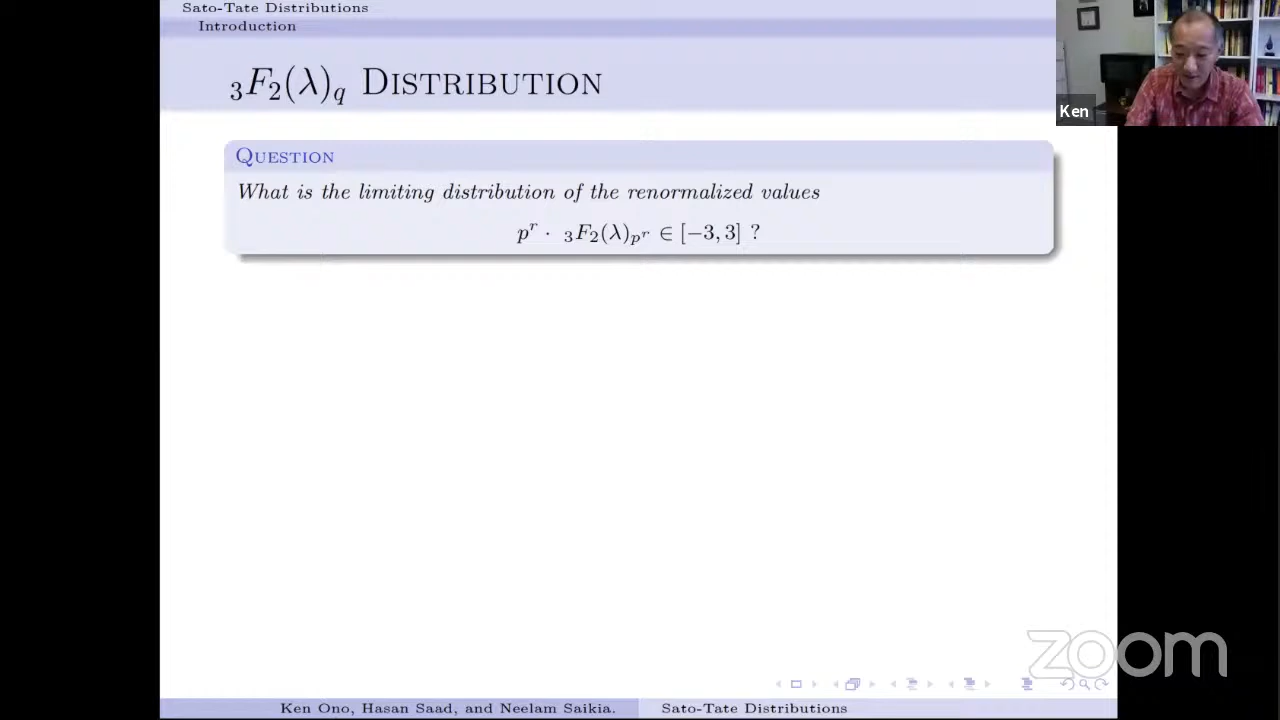 Sato-Tate Distributions
Introduction
₃F₂(λ)_q Distribution
Question
What is the limiting distribution of the renormalized values
p^r · ₃F₂(λ)_{p^r} ∈ [−3, 3] ?
Ken
zoom
Ken Ono, Hasan Saad, and Neelam Saikia.
Sato-Tate Distributions